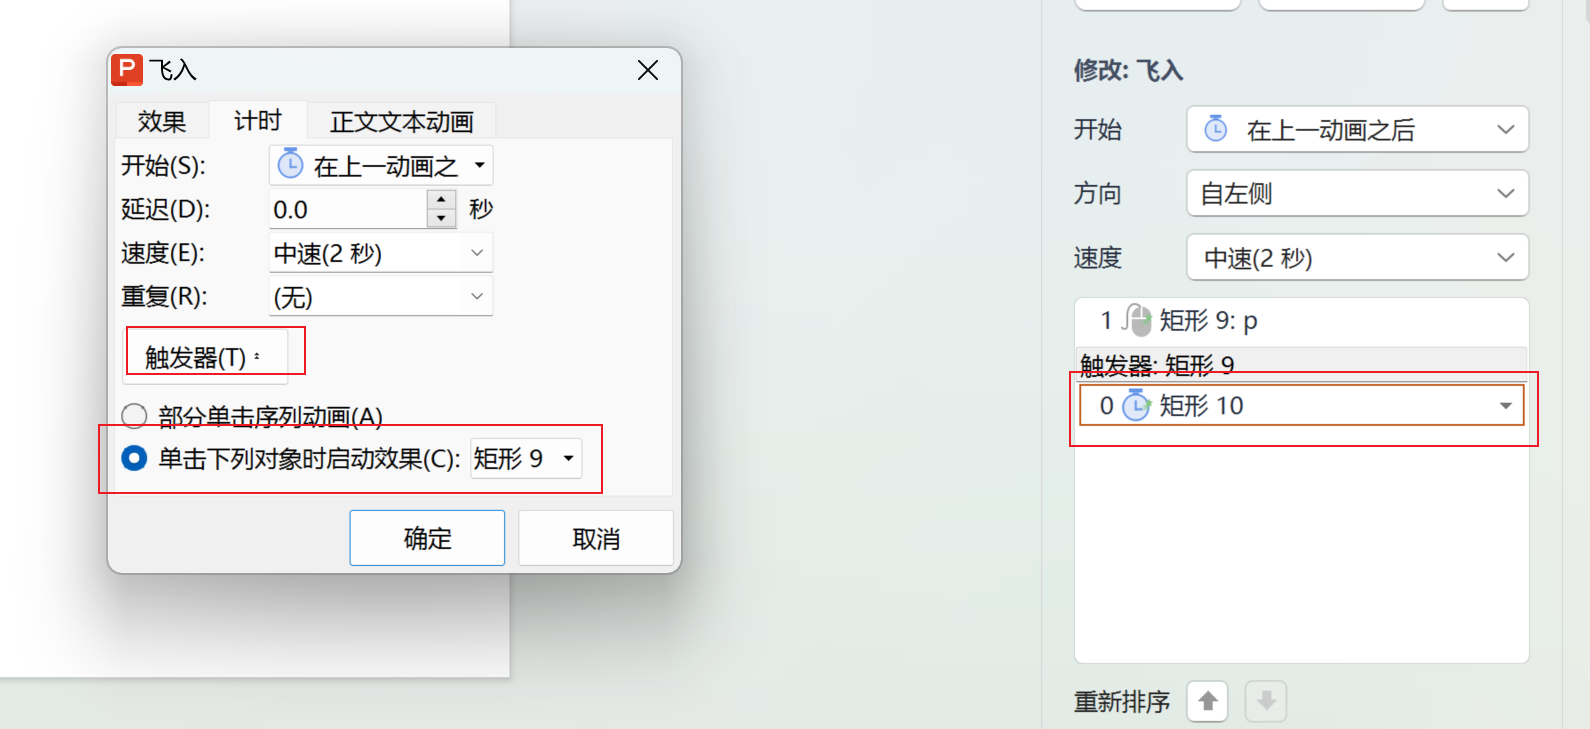 P 飞入
效果 计时 正文文本动画
开始(S): 在上一动画之
延迟(D): 0.0 秒
速度(E): 中速(2 秒)
重复(R): (无)
触发器(T)
部分单击序列动画(A)
单击下列对象时启动效果(C): 矩形 9
确定 取消
修改: 飞入
开始 在上一动画之后
方向 自左侧
速度 中速(2 秒)
1 矩形 9: p
触发器: 矩形 9
0 矩形 10
重新排序